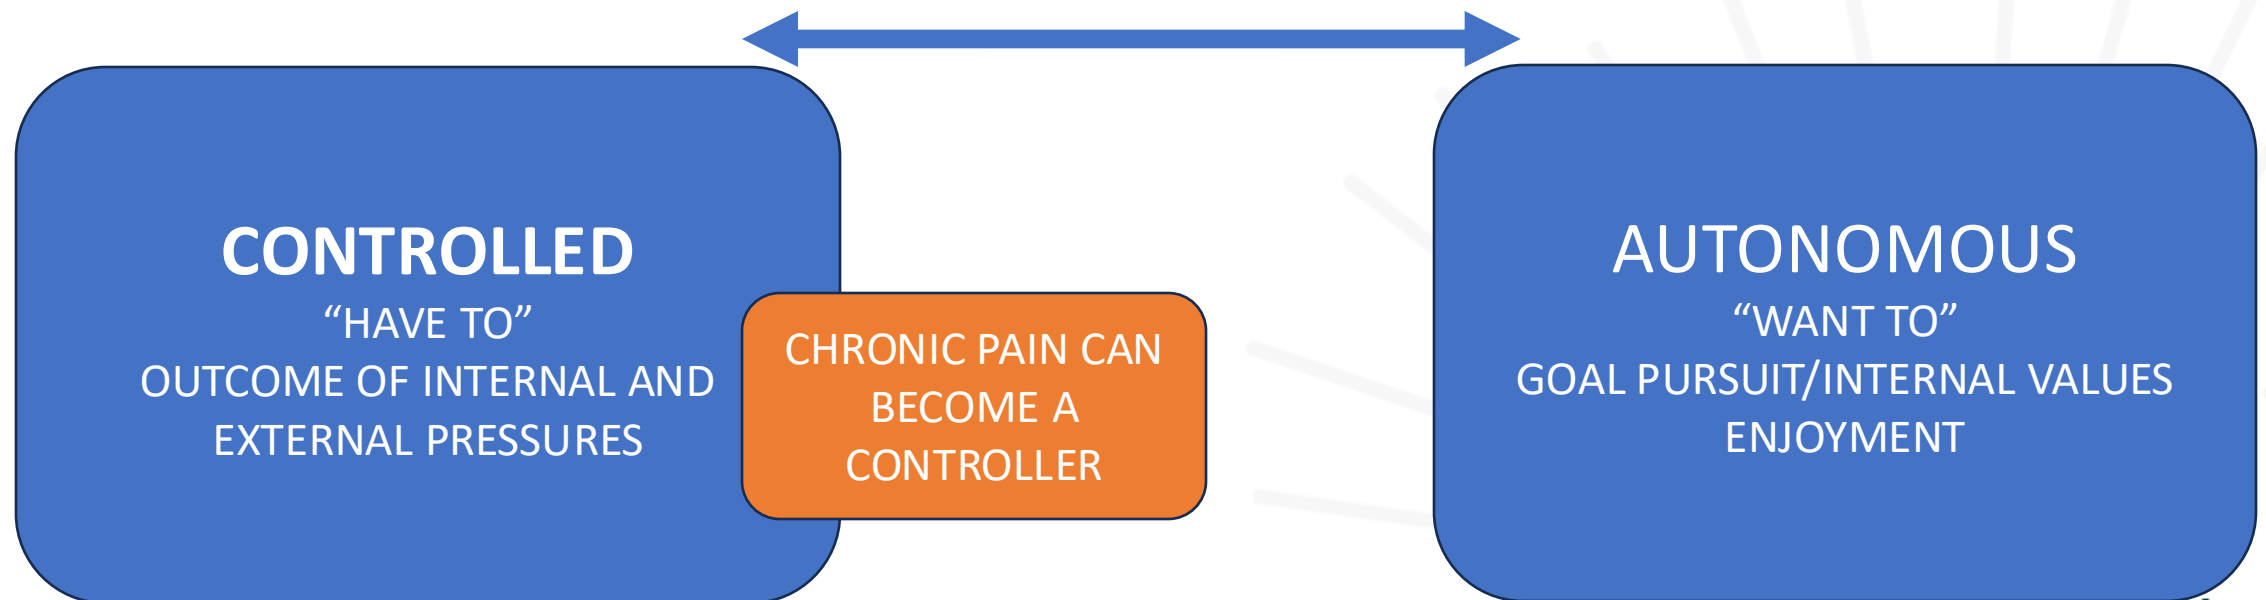 CONTROLLED
“HAVE TO”
OUTCOME OF INTERNAL AND
EXTERNAL PRESSURES
CHRONIC PAIN CAN
BECOME A
CONTROLLER
AUTONOMOUS
“WANT TO”
GOAL PURSUIT/INTERNAL VALUES
ENJOYMENT